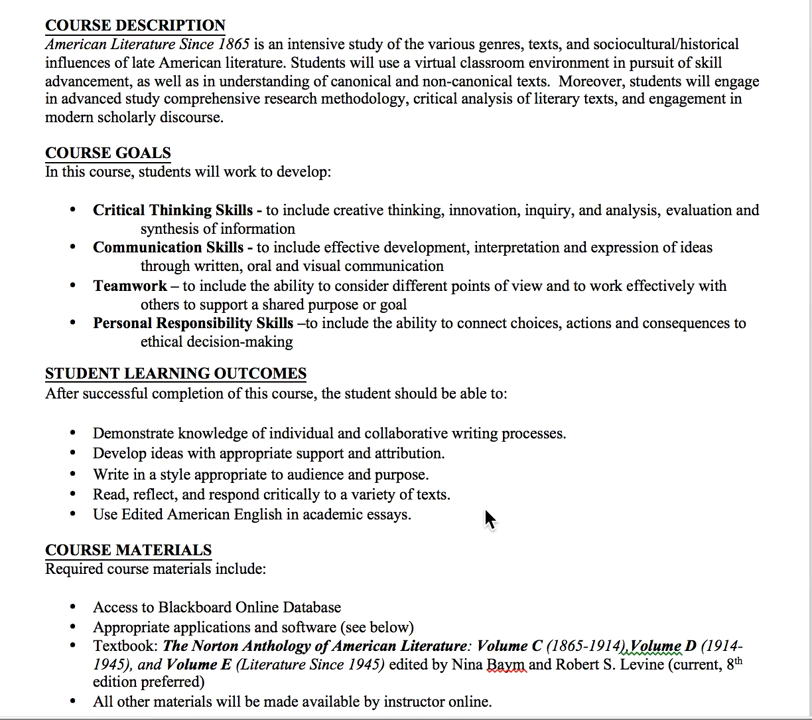 COURSE DESCRIPTION
American Literature Since 1865 is an intensive study of the various genres, texts, and sociocultural/historical
influences of late American literature. Students will use a virtual classroom environment in pursuit of skill
advancement, as well as in understanding of canonical and non-canonical texts.  Moreover, students will engage
in advanced study comprehensive research methodology, critical analysis of literary texts, and engagement in
modern scholarly discourse.
COURSE GOALS
In this course, students will work to develop:
• Critical Thinking Skills - to include creative thinking, innovation, inquiry, and analysis, evaluation and
synthesis of information
• Communication Skills - to include effective development, interpretation and expression of ideas
through written, oral and visual communication
• Teamwork – to include the ability to consider different points of view and to work effectively with
others to support a shared purpose or goal
• Personal Responsibility Skills –to include the ability to connect choices, actions and consequences to
ethical decision-making
STUDENT LEARNING OUTCOMES
After successful completion of this course, the student should be able to:
• Demonstrate knowledge of individual and collaborative writing processes.
• Develop ideas with appropriate support and attribution.
• Write in a style appropriate to audience and purpose.
• Read, reflect, and respond critically to a variety of texts.
• Use Edited American English in academic essays.
COURSE MATERIALS
Required course materials include:
• Access to Blackboard Online Database
• Appropriate applications and software (see below)
• Textbook: The Norton Anthology of American Literature: Volume C (1865-1914),Volume D (1914-
1945), and Volume E (Literature Since 1945) edited by Nina Baym and Robert S. Levine (current, 8th
edition preferred)
• All other materials will be made available by instructor online.